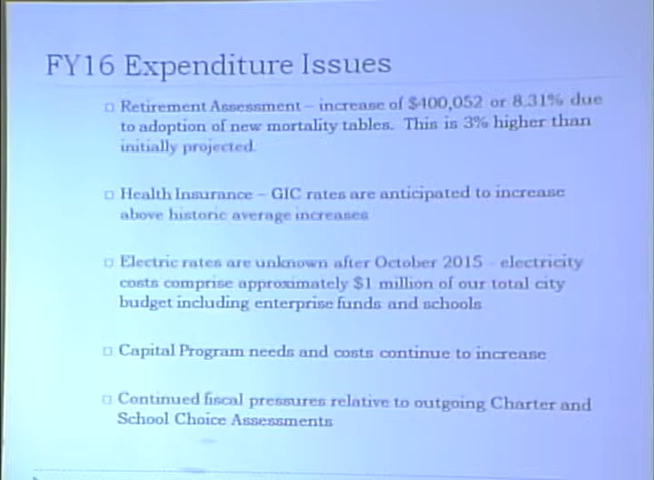 FY16 Expenditure Issues
□ Retirement Assessment – increase of $400,052 or 8.31% due
to adoption of new mortality tables. This is 3% higher than
initially projected.
□ Health Insurance – GIC rates are anticipated to increase
above historic average increases
□ Electric rates are unknown after October 2015 - electricity
costs comprise approximately $1 million of our total city
budget including enterprise funds and schools
□ Capital Program needs and costs continue to increase
□ Continued fiscal pressures relative to outgoing Charter and
School Choice Assessments